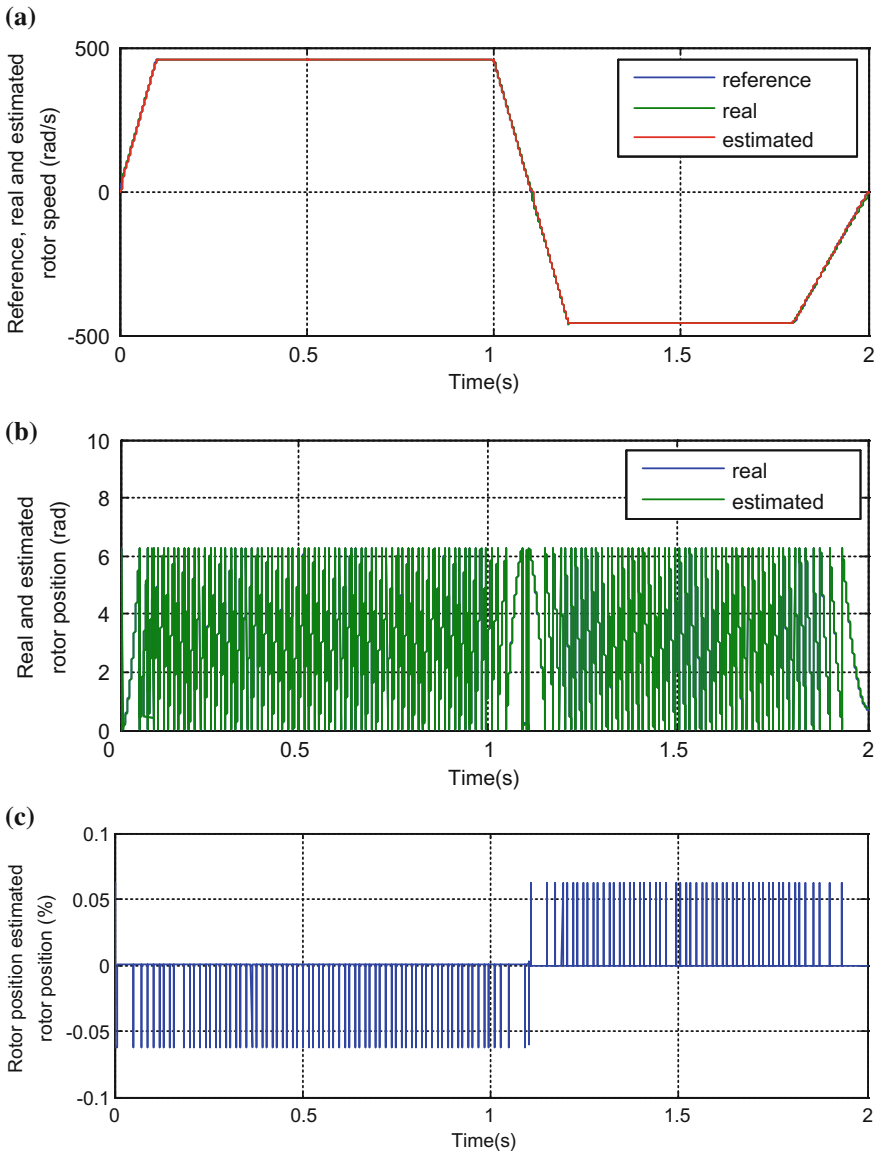 (a)
Reference, real and estimated
rotor speed (rad/s)
500
0
-500
reference
real
estimated
0
0.5
1
1.5
2
Time(s)
(b)
Real and estimated
rotor position (rad)
10
8
6
4
2
0
real
estimated
0
0.5
1
1.5
2
Time(s)
(c)
Rotor position estimated
rotor position (%)
0.1
0.05
0
-0.05
-0.1
0
0.5
1
1.5
2
Time(s)